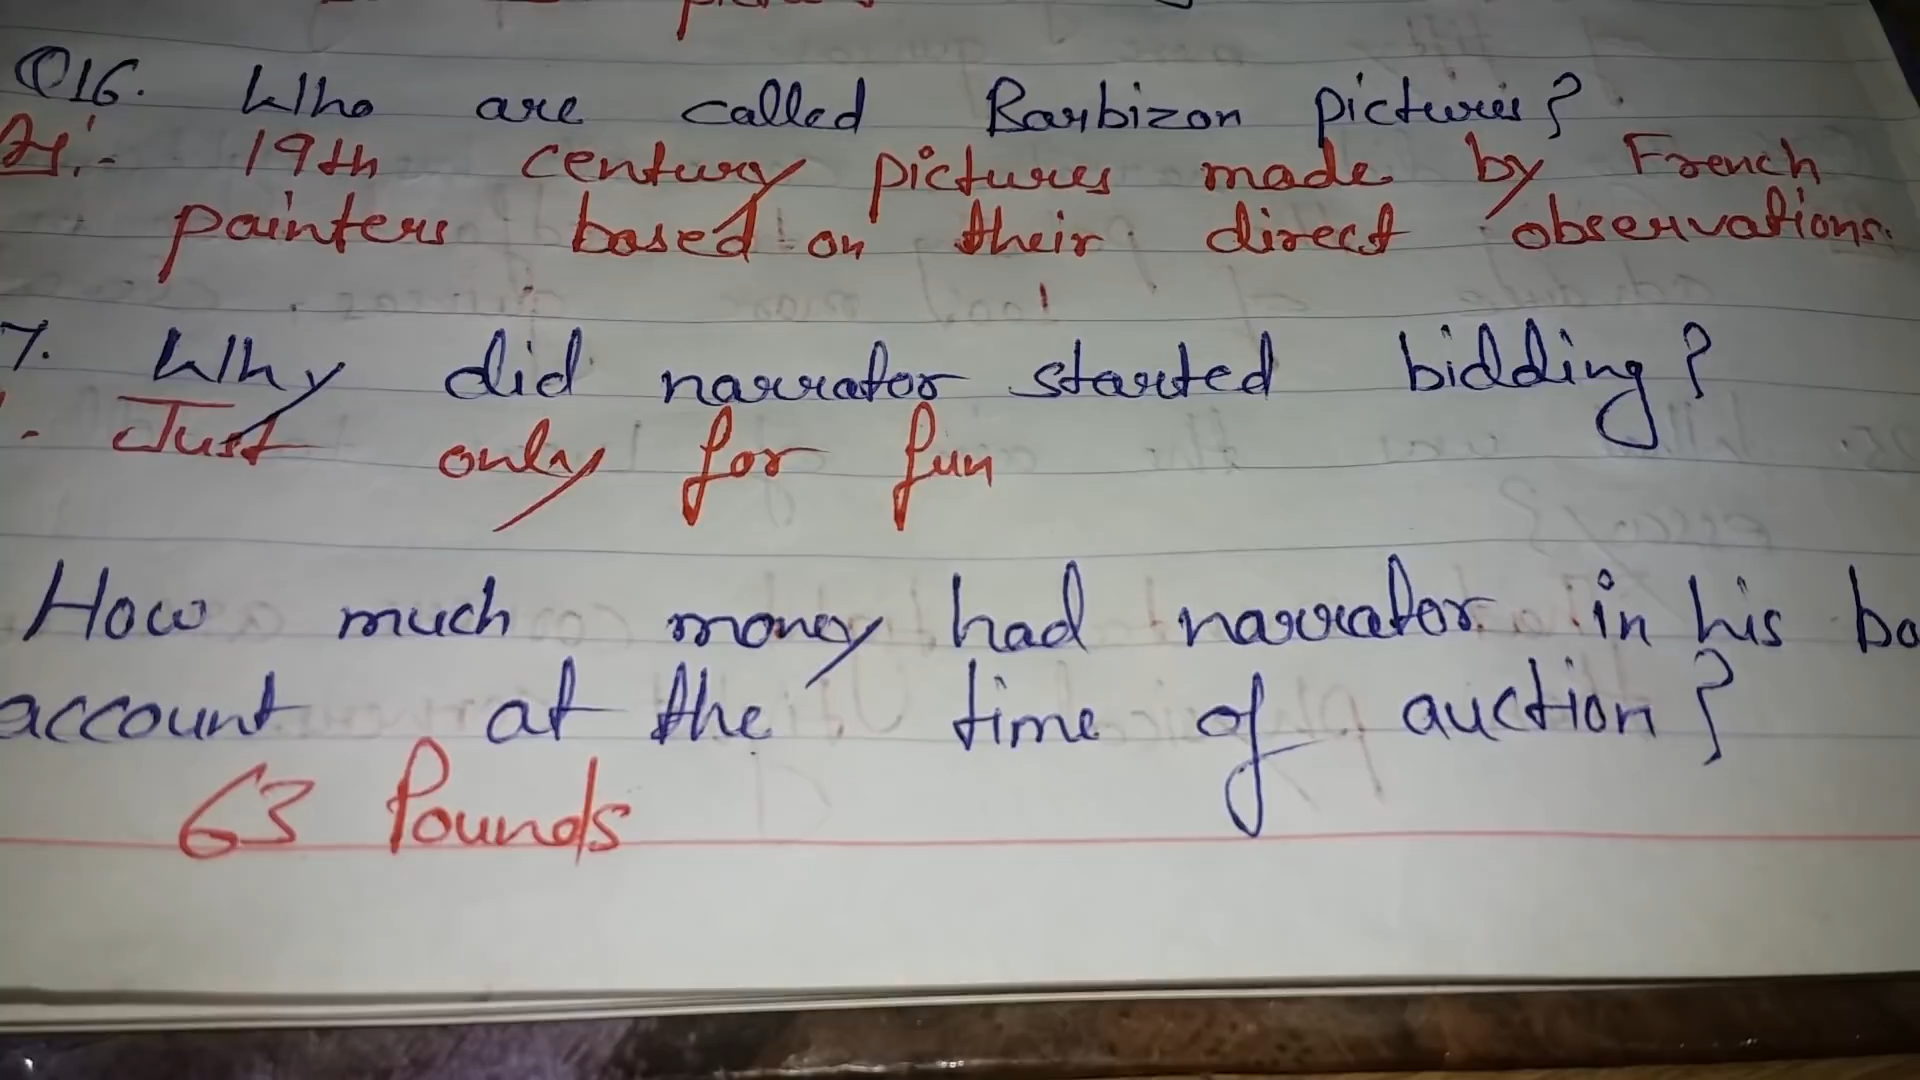 Q16. Who are called Barbizon pictures?
As:- 19th century pictures made by French
painters based on their direct observations.
7. Why did narrator started bidding?
- Just only for fun
How much money had narrator in his ba
account at the time of auction?
63 Pounds